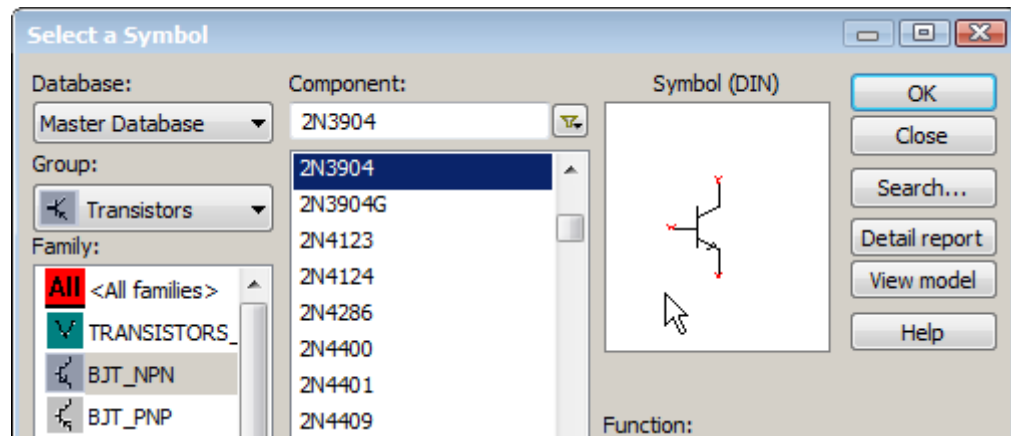 Select a Symbol
Database:
Master Database
Group:
Transistors
Family:
All <All families>
TRANSISTORS_
BJT_NPN
BJT_PNP
Component:
2N3904
2N3904
2N3904G
2N4123
2N4124
2N4286
2N4400
2N4401
2N4409
Symbol (DIN)
Function:
OK
Close
Search...
Detail report
View model
Help